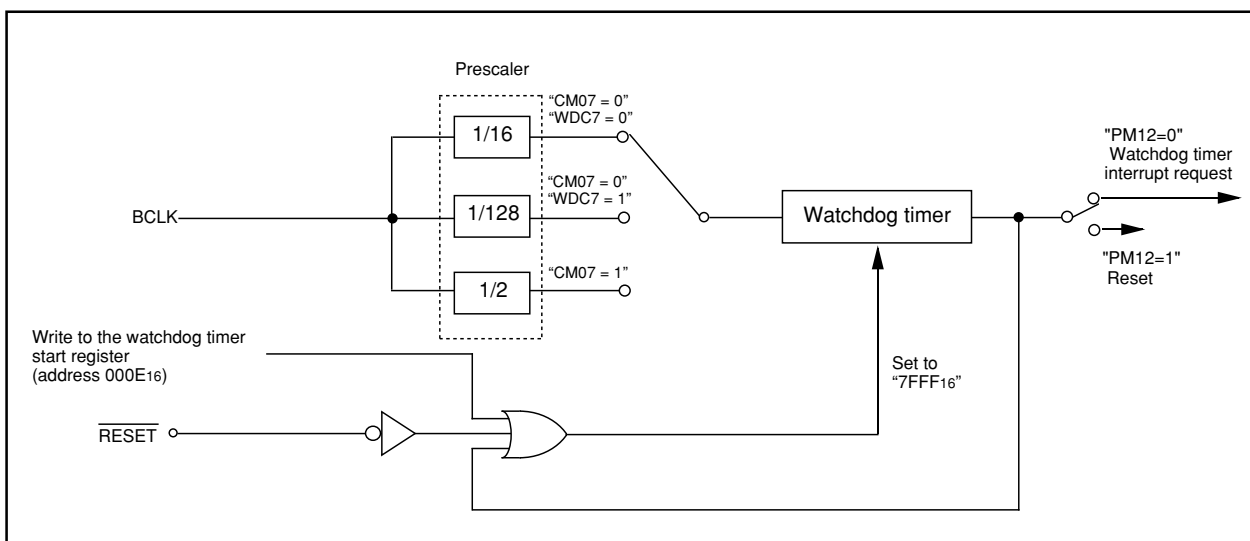 Prescaler
“CM07 = 0”
“WDC7 = 0”
1/16
"PM12=0"
Watchdog timer
interrupt request
“CM07 = 0”
“WDC7 = 1”
BCLK
1/128
Watchdog timer
"PM12=1"
Reset
“CM07 = 1”
1/2
Write to the watchdog timer
start register
(address 000E16)
Set to
“7FFF16”
RESET